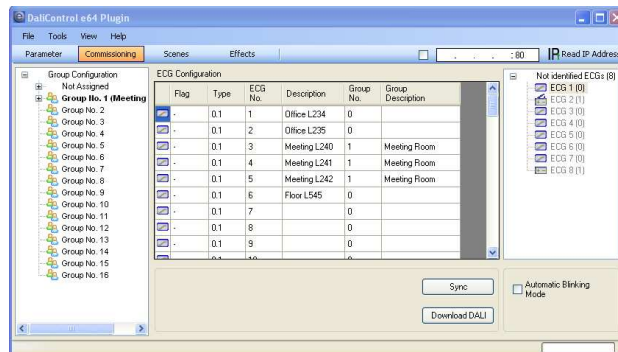 DaliControl e64 Plugin
File Tools View Help
Parameter Commissioning Scenes Effects . . . :80 IP Read IP Address
Group Configuration
Not Assigned
Group No. 1 (Meeting
Group No. 2
Group No. 3
Group No. 4
Group No. 5
Group No. 6
Group No. 7
Group No. 8
Group No. 9
Group No. 10
Group No. 11
Group No. 12
Group No. 13
Group No. 14
Group No. 15
Group No. 16
ECG Configuration
Flag Type ECG No. Description Group No. Group Description
- 0.1 1 Office L234 0
- 0.1 2 Office L235 0
- 0.1 3 Meeting L240 1 Meeting Room
- 0.1 4 Meeting L241 1 Meeting Room
- 0.1 5 Meeting L242 1 Meeting Room
- 0.1 6 Floor L545 0
- 0.1 7 0
- 0.1 8 0
- 0.1 9 0
Sync
Download DALI
Not identified ECGs (8)
ECG 1 (0)
ECG 2 (1)
ECG 3 (0)
ECG 4 (0)
ECG 5 (0)
ECG 6 (0)
ECG 7 (0)
ECG 8 (1)
Automatic Blinking
Mode